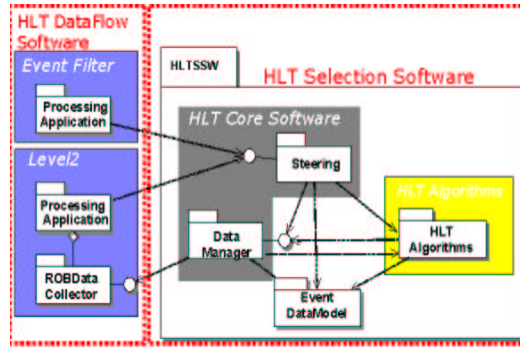 HLT DataFlow
Software
Event Filter
Processing
Application
Level2
Processing
Application
ROBData
Collector
HLTSSW
HLT Selection Software
HLT Core Software
Steering
Data
Manager
HLT Algorithms
HLT
Algorithms
Event
DataModel